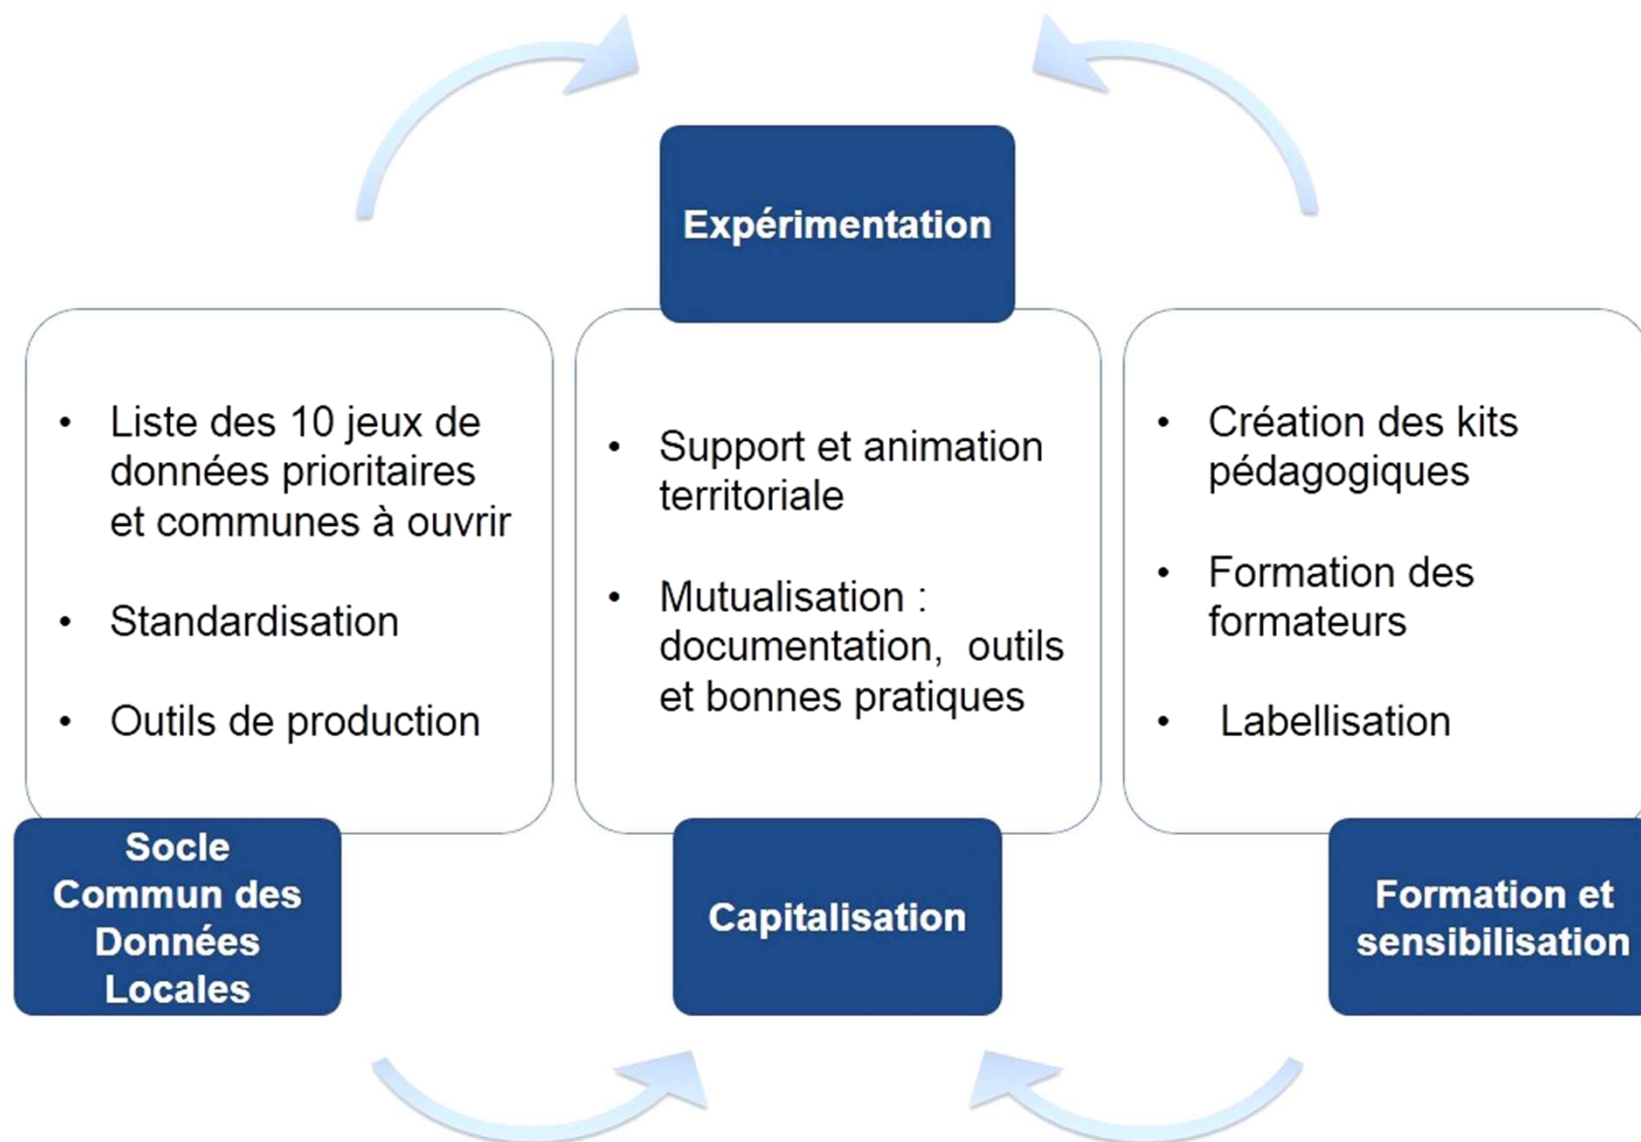 Expérimentation
• Liste des 10 jeux de
données prioritaires
et communes à ouvrir
• Standardisation
• Outils de production
Socle
Commun des
Données
Locales
• Support et animation
territoriale
• Mutualisation :
documentation, outils
et bonnes pratiques
Capitalisation
• Création des kits
pédagogiques
• Formation des
formateurs
• Labellisation
Formation et
sensibilisation